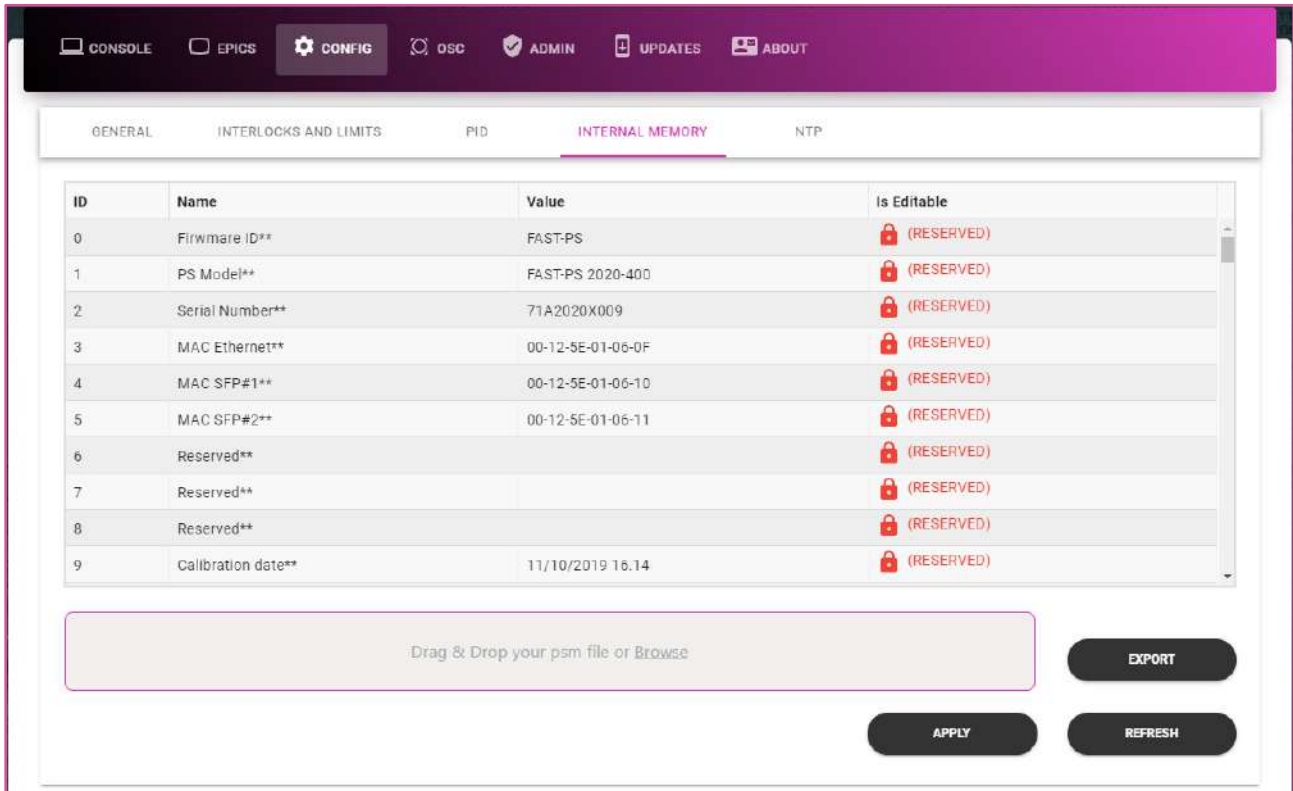 CONSOLE EPICS CONFIG OSC ADMIN UPDATES ABOUT
GENERAL INTERLOCKS AND LIMITS PID INTERNAL MEMORY NTP
ID Name Value Is Editable
0 Firwmare ID** FAST-PS (RESERVED)
1 PS Model** FAST-PS 2020-400 (RESERVED)
2 Serial Number** 71A2020X009 (RESERVED)
3 MAC Ethernet** 00-12-5E-01-06-0F (RESERVED)
4 MAC SFP#1** 00-12-5E-01-06-10 (RESERVED)
5 MAC SFP#2** 00-12-5E-01-06-11 (RESERVED)
6 Reserved** (RESERVED)
7 Reserved** (RESERVED)
8 Reserved** (RESERVED)
9 Calibration date** 11/10/2019 16.14 (RESERVED)
Drag & Drop your psm file or Browse
EXPORT
APPLY REFRESH